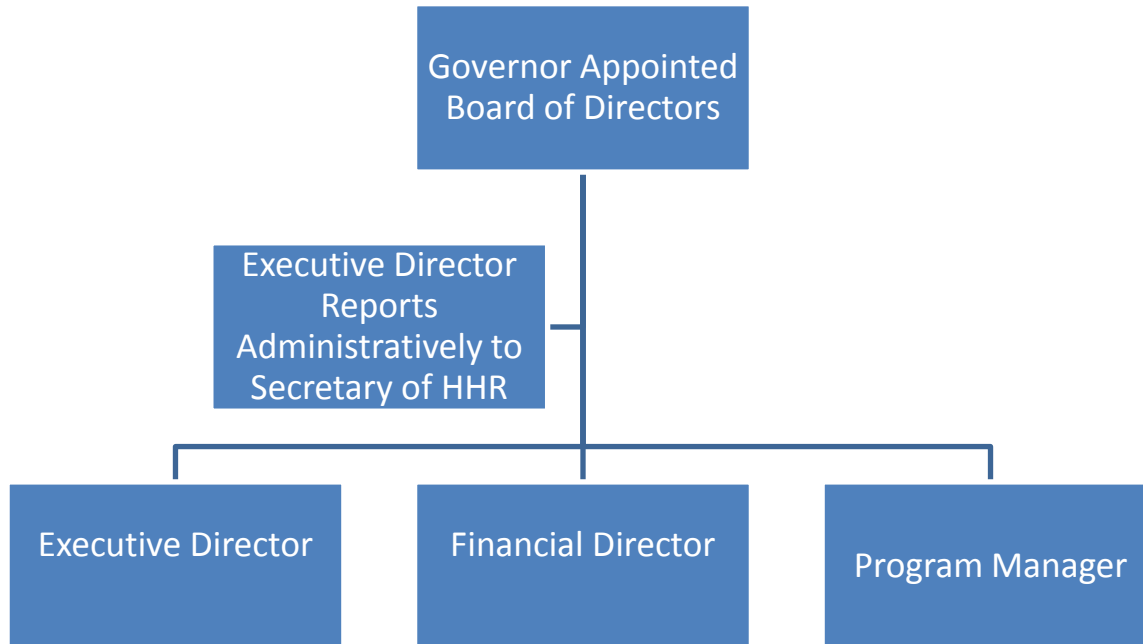 Governor Appointed
Board of Directors
Executive Director
Reports
Administratively to
Secretary of HHR
Executive Director
Financial Director
Program Manager